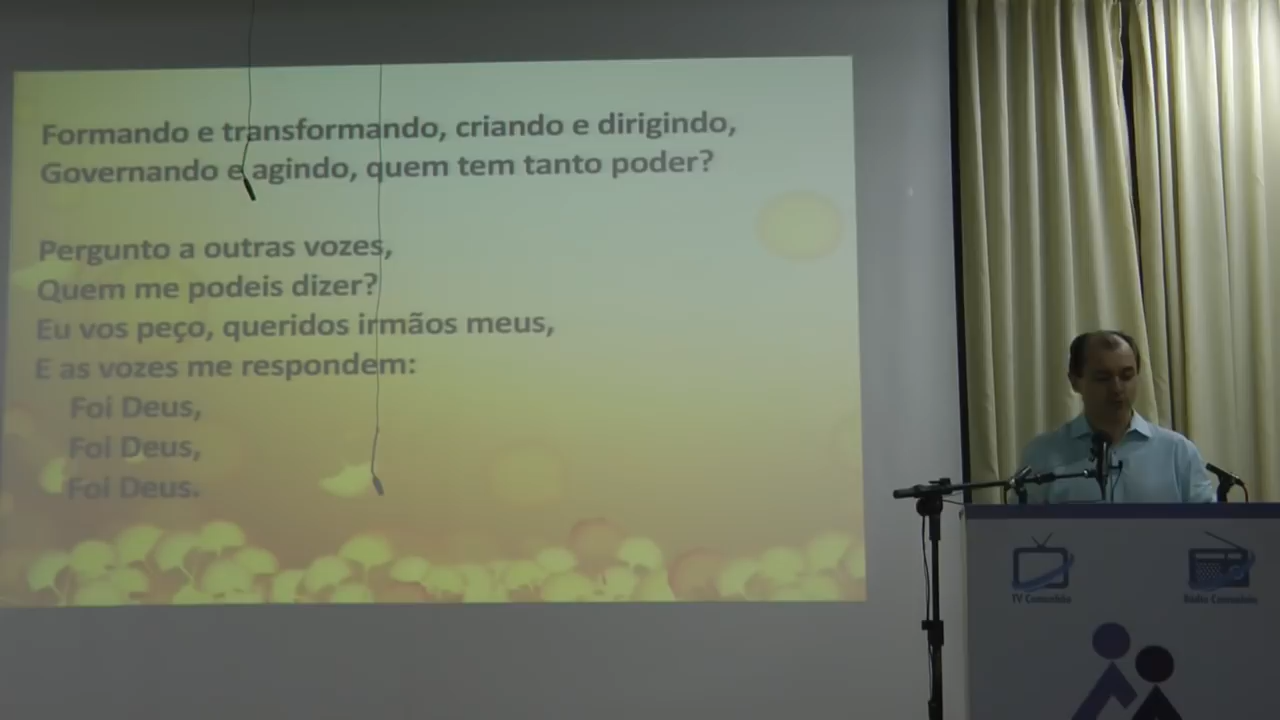 Formando e transformando, criando e dirigindo,
Governando e agindo, quem tem tanto poder?
Pergunto a outras vozes,
Quem me podeis dizer?
Eu vos peço, queridos irmãos meus,
E as vozes me respondem:
Foi Deus,
Foi Deus,
Foi Deus.
TV Comunhão
Rádio Comunhão